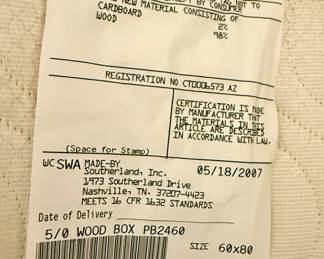 BY CONSUMER
NEW MATERIAL CONSISTING OF
CARDBOARD 2%
WOOD 98%
REGISTRATION NO CT0006573 AZ
CERTIFICATION IS MADE
BY MANUFACTURER THAT
THE MATERIALS IN THIS
ARTICLE ARE DESCRIBED
IN ACCORDANCE WITH LAW.
(Space for Stamp)
WC SWA MADE-BY 05/18/2007
Southerland, Inc.
1973 Southerland Drive
Nashville, TN. 37207-4423
MEETS 16 CFR 1632 STANDARDS
Date of Delivery
5/0 WOOD BOX PB2460
SIZE 60x80